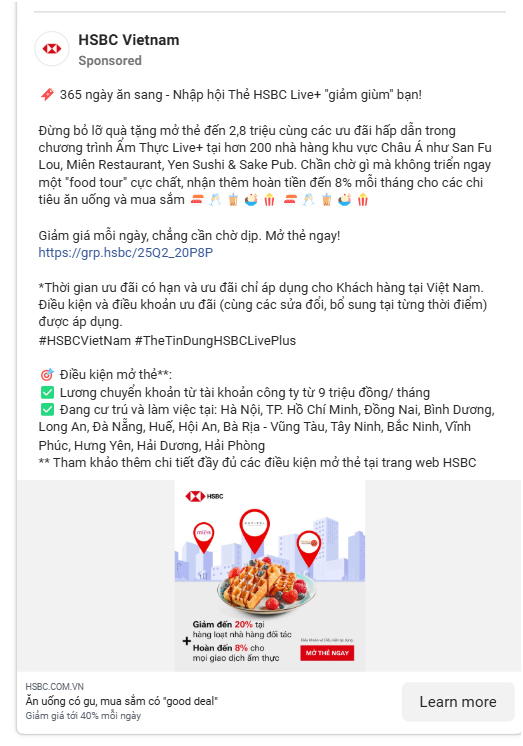 HSBC Vietnam
Sponsored
365 ngày ăn sang - Nhập hội Thẻ HSBC Live+ "giảm giùm" bạn!
Đừng bỏ lỡ quà tặng mở thẻ đến 2,8 triệu cùng các ưu đãi hấp dẫn trong
chương trình Ẩm Thực Live+ tại hơn 200 nhà hàng khu vực Châu Á như San Fu
Lou, Miên Restaurant, Yen Sushi & Sake Pub. Chần chờ gì mà không triển ngay
một "food tour" cực chất, nhận thêm hoàn tiền đến 8% mỗi tháng cho các chi
tiêu ăn uống và mua sắm
Giảm giá mỗi ngày, chẳng cần chờ dịp. Mở thẻ ngay!
https://grp.hsbc/25Q2_20P8P
*Thời gian ưu đãi có hạn và ưu đãi chỉ áp dụng cho Khách hàng tại Việt Nam.
Điều kiện và điều khoản ưu đãi (cùng các sửa đổi, bổ sung tại từng thời điểm)
được áp dụng.
#HSBCVietNam #TheTinDungHSBCLivePlus
Điều kiện mở thẻ**:
Lương chuyển khoản từ tài khoản công ty từ 9 triệu đồng/ tháng
Đang cư trú và làm việc tại: Hà Nội, TP. Hồ Chí Minh, Đồng Nai, Bình Dương,
Long An, Đà Nẵng, Huế, Hội An, Bà Rịa - Vũng Tàu, Tây Ninh, Bắc Ninh, Vĩnh
Phúc, Hưng Yên, Hải Dương, Hải Phòng
** Tham khảo thêm chi tiết đầy đủ các điều kiện mở thẻ tại trang web HSBC
HSBC
Giảm đến 20% tại
hàng loạt nhà hàng đối tác
+ Hoàn đến 8% cho
mọi giao dịch ẩm thực
MỞ THẺ NGAY
HSBC.COM.VN
Ăn uống có gu, mua sắm có "good deal"
Giảm giá tới 40% mỗi ngày
Learn more